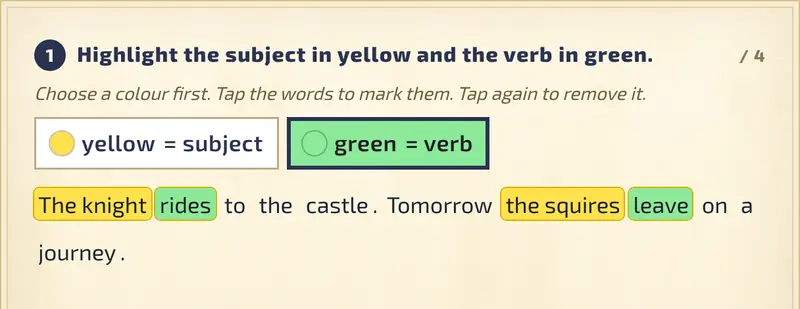 1 Highlight the subject in yellow and the verb in green. / 4
Choose a colour first. Tap the words to mark them. Tap again to remove it.
yellow = subject green = verb
The knight rides to the castle. Tomorrow the squires leave on a
journey.